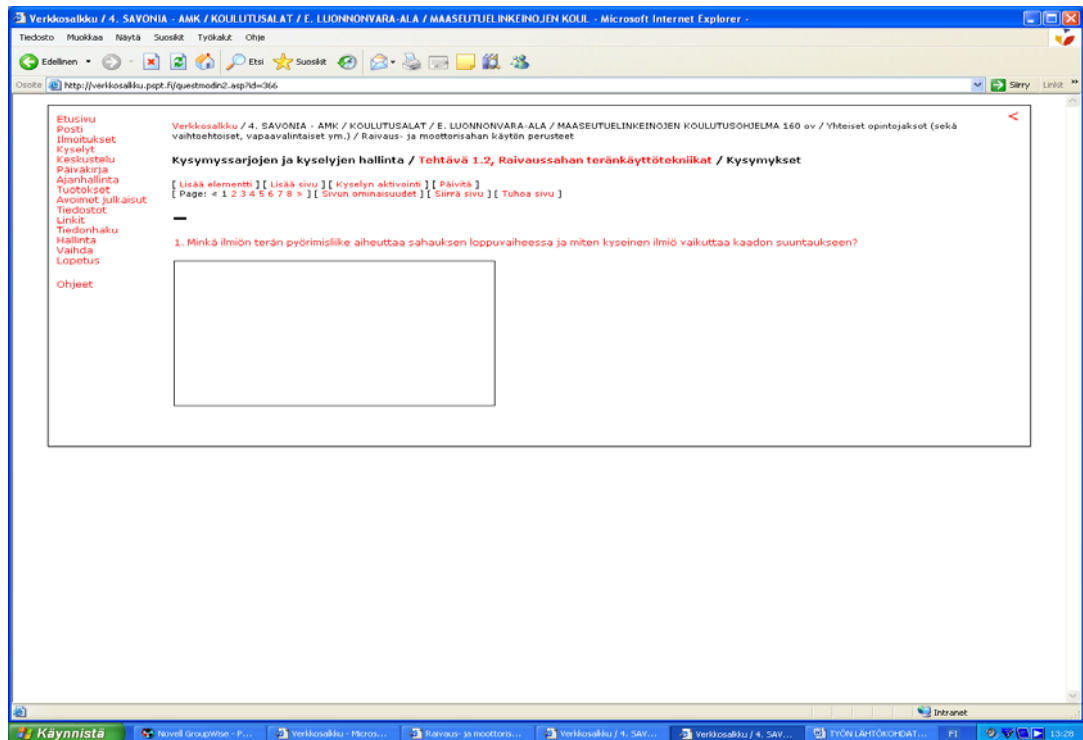 Verkkosalkku / 4. SAVONIA - AMK / KOULUTUSALAT / E. LUONNONVARA-ALA / MAASEUTUELINKEINOJEN KOUL - Microsoft Internet Explorer -
Tiedosto Muokkaa Näytä Suosikit Työkalut Ohje
Edellinen Etsi Suosikit
Osoite http://verkkosalkku.pspt.fi/questmodin2.asp?id=366 Siirry Linkit »
Etusivu
Posti
Ilmoitukset
Kyselyt
Keskustelu
Päiväkirja
Ajanhallinta
Tuotokset
Avoimet julkaisut
Tiedostot
Linkit
Tiedonhaku
Hallinta
Vaihda
Lopetus
Ohjeet
<
Verkkosalkku / 4. SAVONIA - AMK / KOULUTUSALAT / E. LUONNONVARA-ALA / MAASEUTUELINKEINOJEN KOULUTUSOHJELMA 160 ov / Yhteiset opintojaksot (sekä
vaihtoehtoiset, vapaavalintaiset ym.) / Raivaus- ja moottorisahan käytön perusteet
Kysymyssarjojen ja kyselyjen hallinta / Tehtävä 1.2, Raivaussahan teränkäyttötekniikat / Kysymykset
[ Lisää elementti ] [ Lisää sivu ] [ Kyselyn aktivointi ] [ Päivitä ]
[ Page: < 1 2 3 4 5 6 7 8 > ] [ Sivun ominaisuudet ] [ Siirrä sivu ] [ Tuhoa sivu ]
1. Minkä ilmiön terän pyörimisliike aiheuttaa sahauksen loppuvaiheessa ja miten kyseinen ilmiö vaikuttaa kaadon suuntaukseen?
Intranet
Käynnistä Novell GroupWise - P... Verkkosalkku - Micros... Raivaus- ja moottoris... Verkkosalkku / 4. SAV... Verkkosalkku / 4. SAV... TYÖN LÄHTÖKOHDAT... FI 13:28